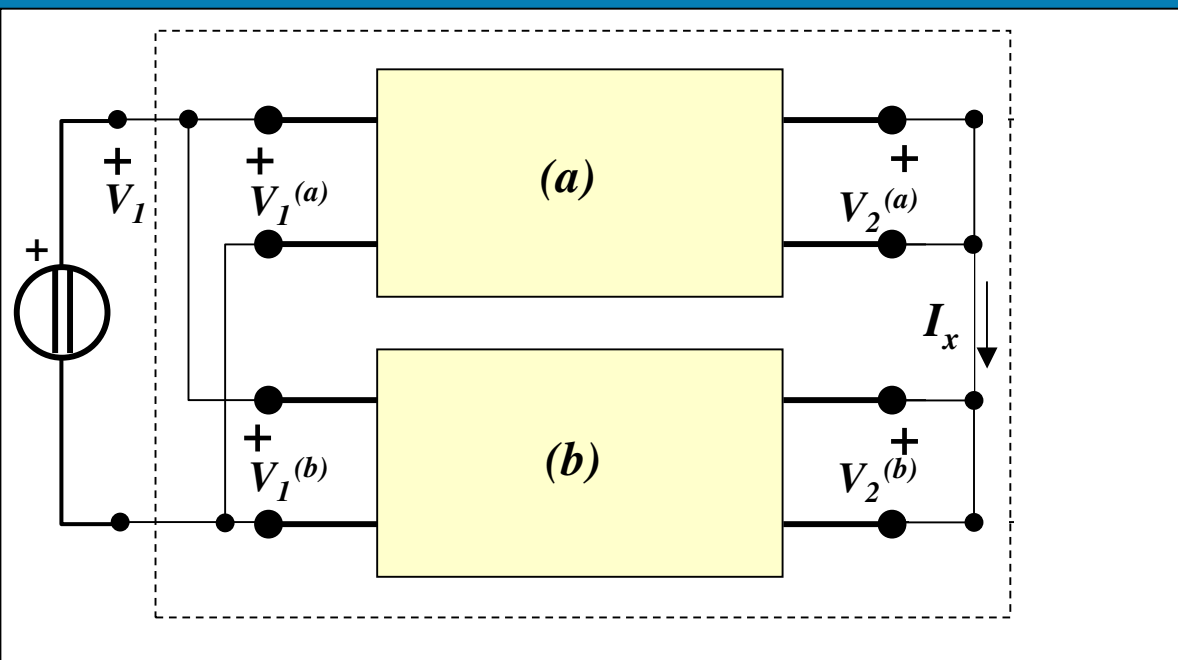 + + +
V₁ V₁⁽ᵃ⁾ (a) V₂⁽ᵃ⁾
+
Iₓ
+ +
V₁⁽ᵇ⁾ (b) V₂⁽ᵇ⁾